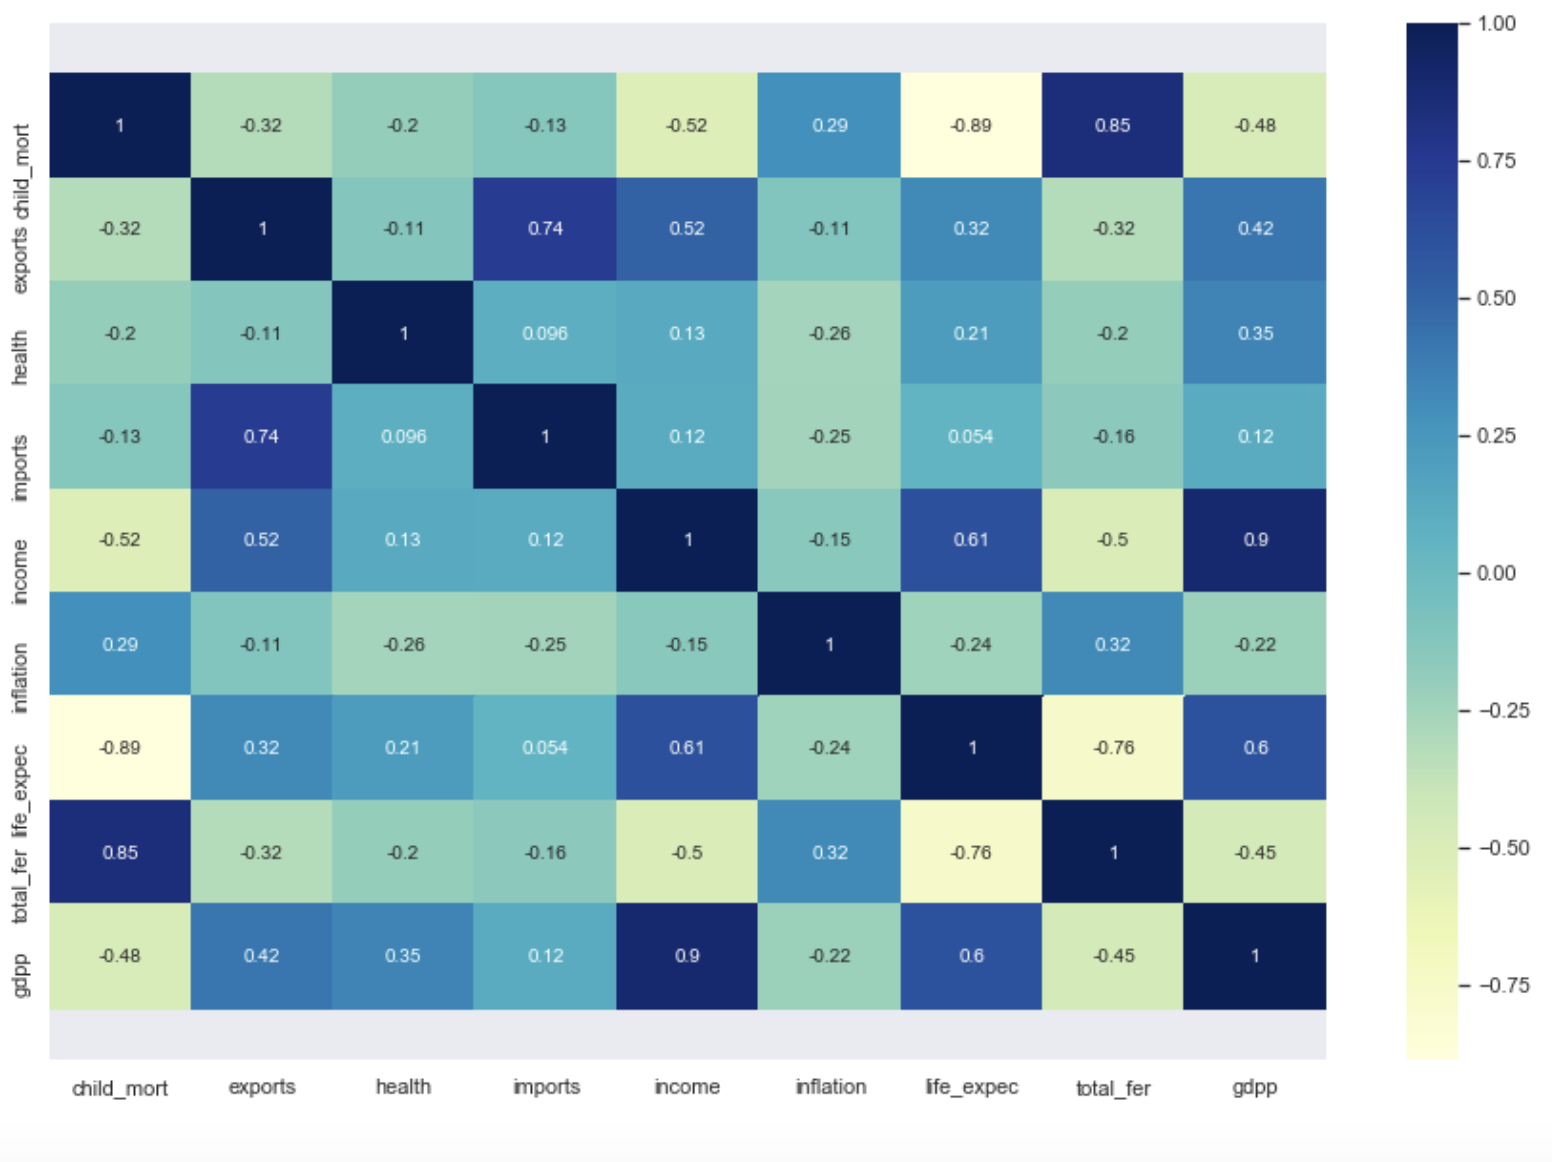 1.00
child_mort 1 -0.32 -0.2 -0.13 -0.52 0.29 -0.89 0.85 -0.48
0.75
exports -0.32 1 -0.11 0.74 0.52 -0.11 0.32 -0.32 0.42
0.50
health -0.2 -0.11 1 0.096 0.13 -0.26 0.21 -0.2 0.35
imports -0.13 0.74 0.096 1 0.12 -0.25 0.054 -0.16 0.12
0.25
income -0.52 0.52 0.13 0.12 1 -0.15 0.61 -0.5 0.9
0.00
inflation 0.29 -0.11 -0.26 -0.25 -0.15 1 -0.24 0.32 -0.22
−0.25
life_expec -0.89 0.32 0.21 0.054 0.61 -0.24 1 -0.76 0.6
total_fer 0.85 -0.32 -0.2 -0.16 -0.5 0.32 -0.76 1 -0.45
−0.50
gdpp -0.48 0.42 0.35 0.12 0.9 -0.22 0.6 -0.45 1
−0.75
child_mort exports health imports income inflation life_expec total_fer gdpp